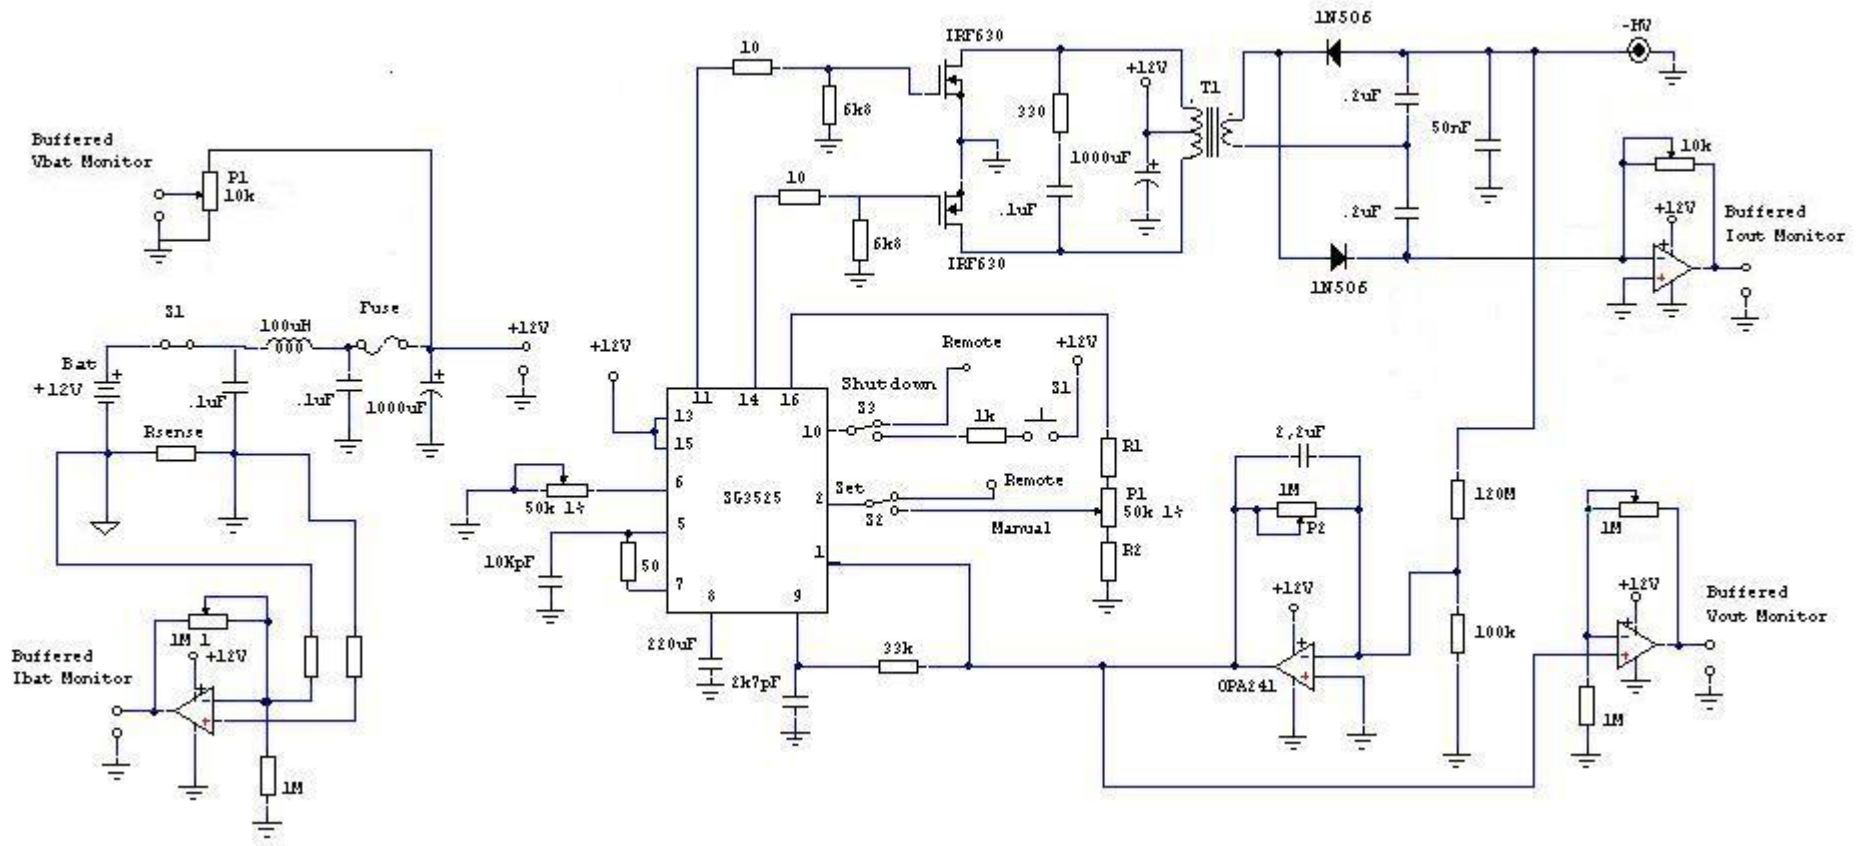 1N506
-HV
IRF630
10
+12V
T1
.2uF
6k8
330
50nF
1000uF
10k
Buffered
Vbat Monitor
P1
10k
10
.1uF
.2uF
+12V
Buffered
Iout Monitor
6k8
IRF630
1N506
S1
100uH
Fuse
+12V
+12V
Remote
+12V
Bat
+12V
.1uF
.1uF
1000uF
Shutdown
S1
11
14
16
S3
1k
13
10
15
Rsense
R1
2,2uF
6
SG3525
2
Set
Remote
P1
50k 1%
1M
P2
120M
50k 1%
S2
Manual
1M
5
10KpF
50
1
R2
7
8
9
+12V
+12V
Buffered
Vout Monitor
1M 1
+12V
220uF
33k
100k
Buffered
Ibat Monitor
2k7pF
OPA241
1M
1M